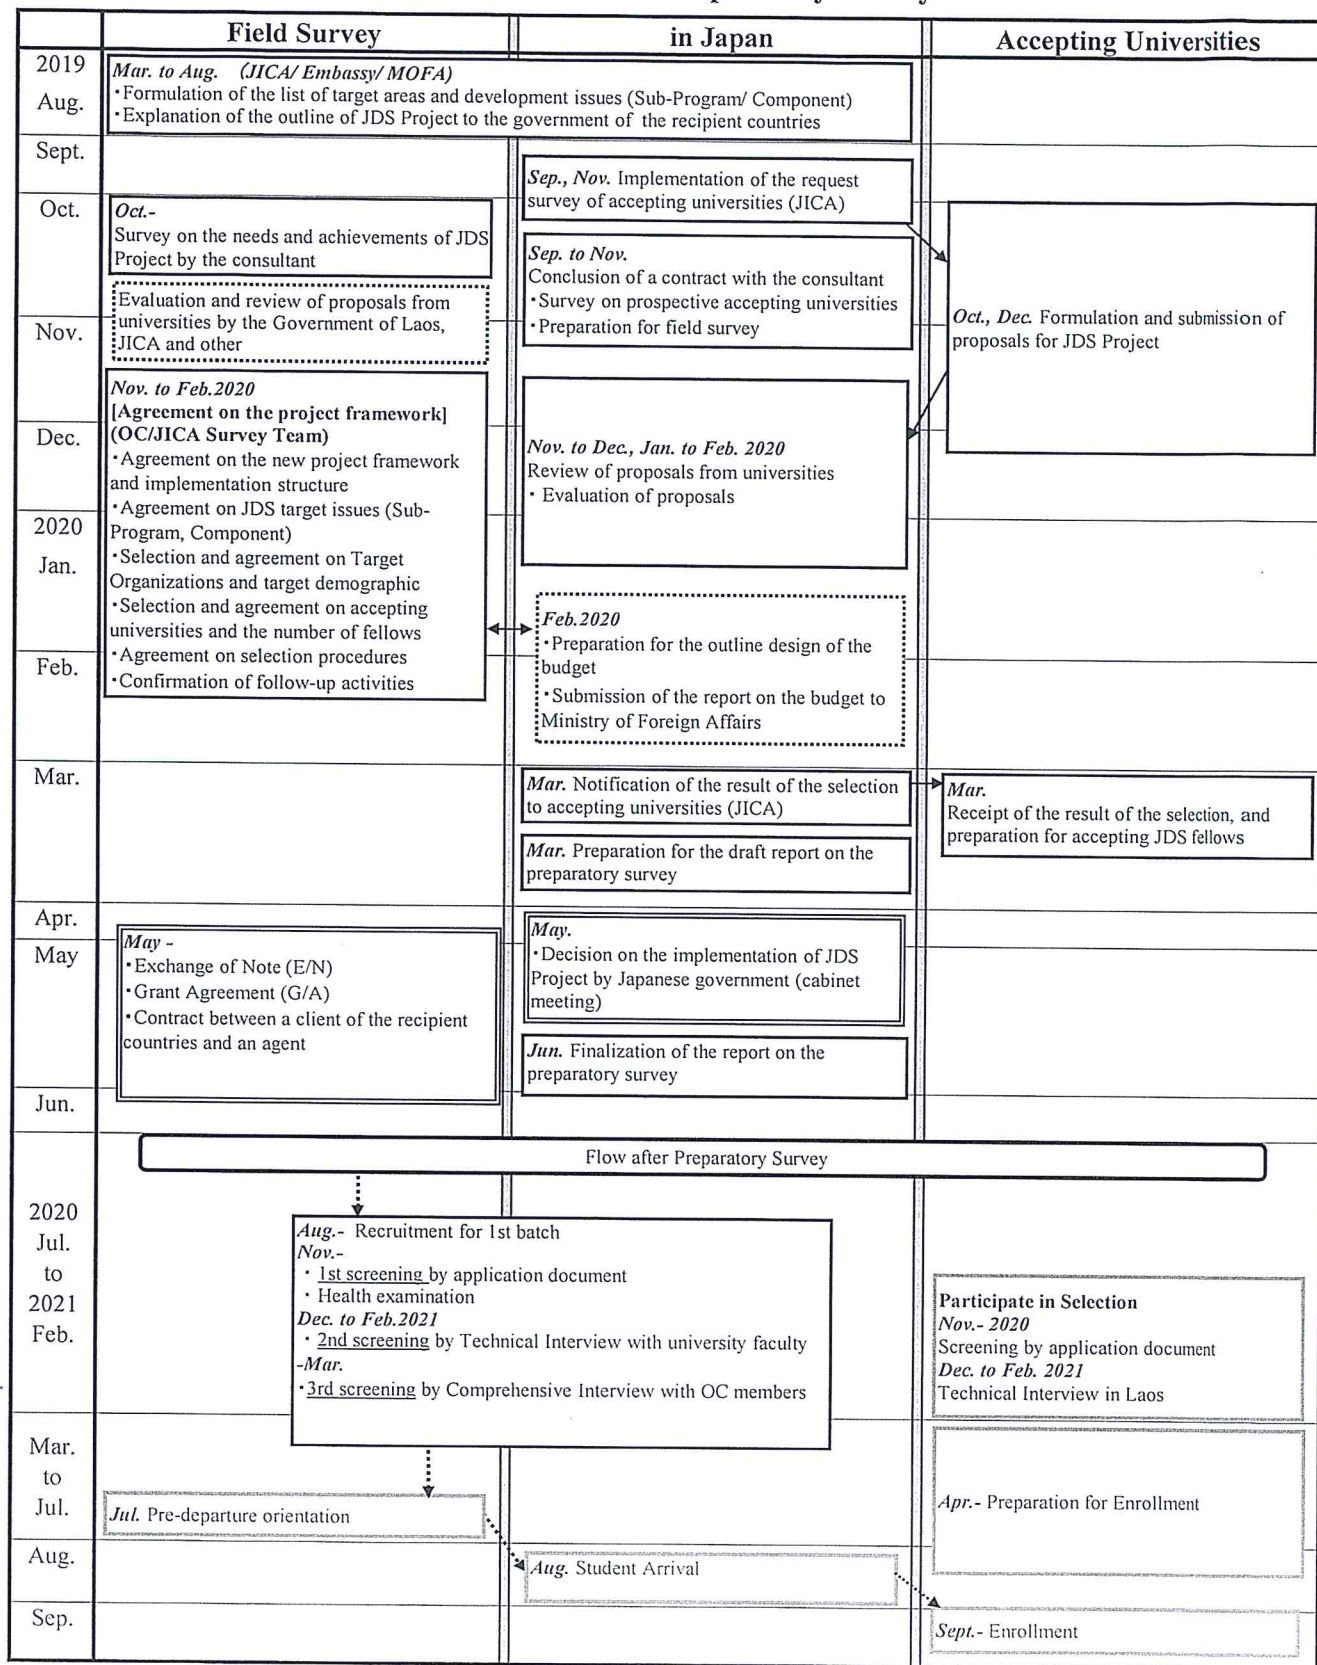 Field Survey
in Japan
Accepting Universities
2019
Aug.
Mar. to Aug. (JICA/ Embassy/ MOFA)
・Formulation of the list of target areas and development issues (Sub-Program/ Component)
・Explanation of the outline of JDS Project to the government of the recipient countries
Sept.
Sep., Nov. Implementation of the request
survey of accepting universities (JICA)
Oct.
Oct.-
Survey on the needs and achievements of JDS
Project by the consultant
Sep. to Nov.
Conclusion of a contract with the consultant
・Survey on prospective accepting universities
・Preparation for field survey
Oct., Dec. Formulation and submission of
proposals for JDS Project
Evaluation and review of proposals from
universities by the Government of Laos,
JICA and other
Nov.
Nov. to Feb.2020
[Agreement on the project framework]
(OC/JICA Survey Team)
・Agreement on the new project framework
and implementation structure
・Agreement on JDS target issues (Sub-
Program, Component)
・Selection and agreement on Target
Organizations and target demographic
・Selection and agreement on accepting
universities and the number of fellows
・Agreement on selection procedures
・Confirmation of follow-up activities
Dec.
Nov. to Dec., Jan. to Feb. 2020
Review of proposals from universities
・Evaluation of proposals
2020
Jan.
Feb.2020
・Preparation for the outline design of the
budget
・Submission of the report on the budget to
Ministry of Foreign Affairs
Feb.
Mar.
Mar. Notification of the result of the selection
to accepting universities (JICA)
Mar.
Receipt of the result of the selection, and
preparation for accepting JDS fellows
Mar. Preparation for the draft report on the
preparatory survey
Apr.
May
May -
・Exchange of Note (E/N)
・Grant Agreement (G/A)
・Contract between a client of the recipient
countries and an agent
May.
・Decision on the implementation of JDS
Project by Japanese government (cabinet
meeting)
Jun. Finalization of the report on the
preparatory survey
Jun.
Flow after Preparatory Survey
2020
Jul.
to
2021
Feb.
Aug.- Recruitment for 1st batch
Nov.-
・1st screening by application document
・Health examination
Dec. to Feb.2021
・2nd screening by Technical Interview with university faculty
-Mar.
・3rd screening by Comprehensive Interview with OC members
Participate in Selection
Nov.- 2020
Screening by application document
Dec. to Feb. 2021
Technical Interview in Laos
Mar.
to
Jul.
Jul. Pre-departure orientation
Apr.- Preparation for Enrollment
Aug.
Aug. Student Arrival
Sep.
Sept.- Enrollment